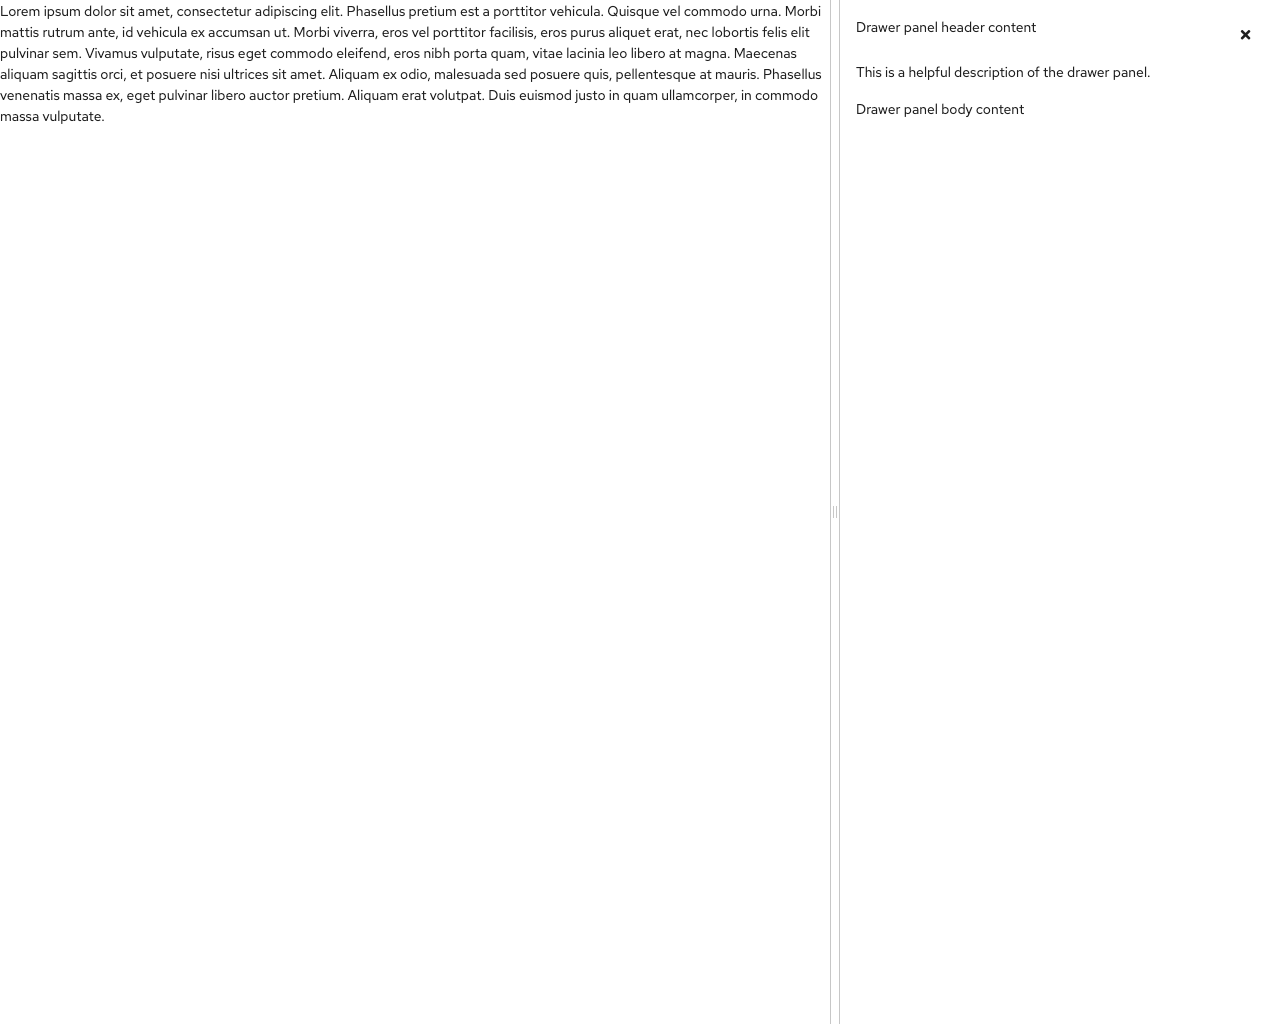 Lorem ipsum dolor sit amet, consectetur adipiscing elit. Phasellus pretium est a porttitor vehicula. Quisque vel commodo urna. Morbi
mattis rutrum ante, id vehicula ex accumsan ut. Morbi viverra, eros vel porttitor facilisis, eros purus aliquet erat, nec lobortis felis elit
pulvinar sem. Vivamus vulputate, risus eget commodo eleifend, eros nibh porta quam, vitae lacinia leo libero at magna. Maecenas
aliquam sagittis orci, et posuere nisi ultrices sit amet. Aliquam ex odio, malesuada sed posuere quis, pellentesque at mauris. Phasellus
venenatis massa ex, eget pulvinar libero auctor pretium. Aliquam erat volutpat. Duis euismod justo in quam ullamcorper, in commodo
massa vulputate.
Drawer panel header content
This is a helpful description of the drawer panel.
Drawer panel body content